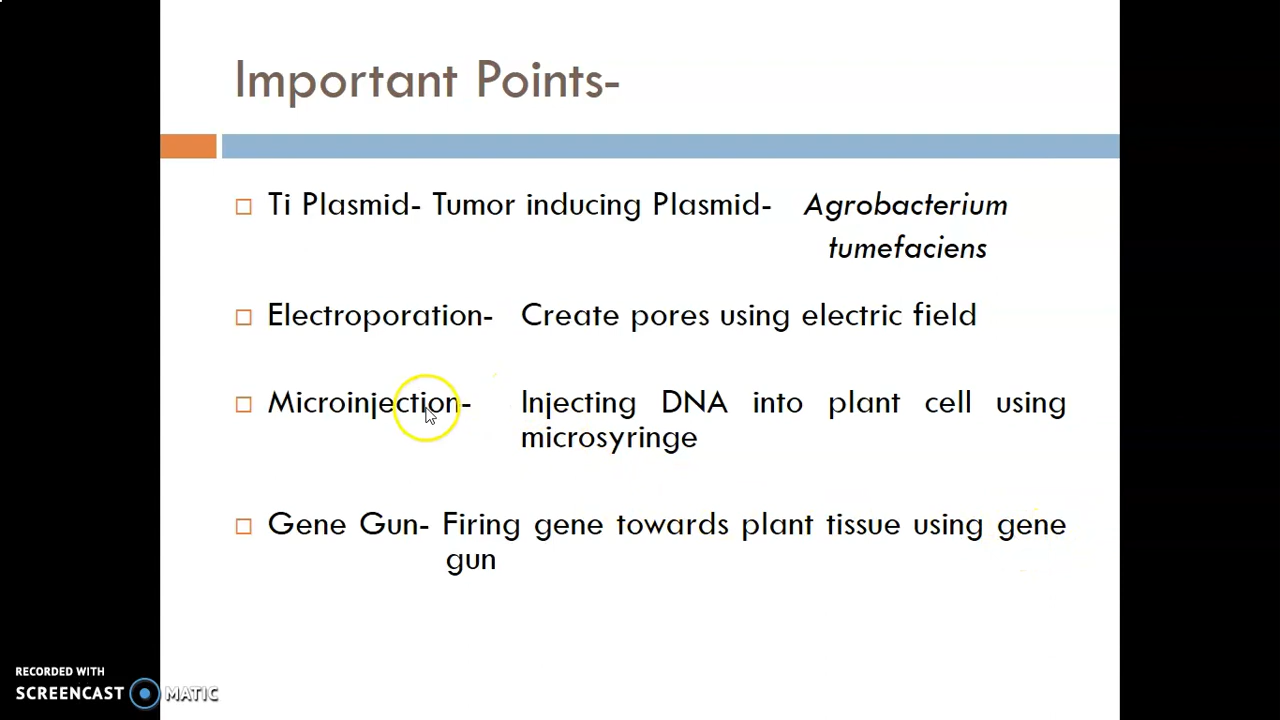 Important Points-
Ti Plasmid- Tumor inducing Plasmid- Agrobacterium
tumefaciens
Electroporation- Create pores using electric field
Microinjection- Injecting DNA into plant cell using
microsyringe
Gene Gun- Firing gene towards plant tissue using gene
gun
RECORDED WITH
SCREENCAST MATIC